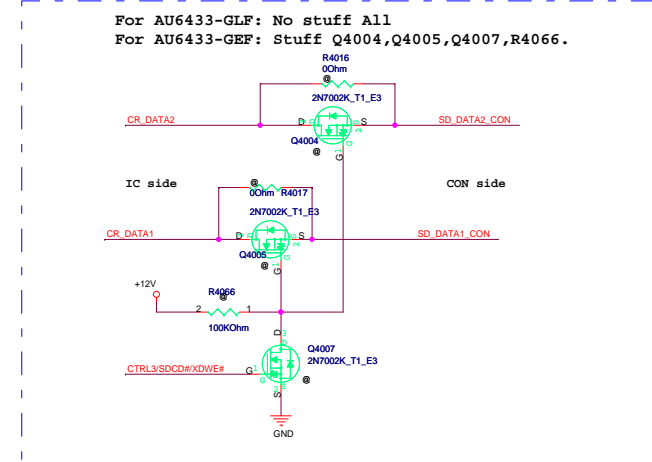 For AU6433-GLF: No stuff All
For AU6433-GEF: Stuff Q4004,Q4005,Q4007,R4066.
R4016
0Ohm
@
2N7002K_T1_E3
CR_DATA2
D
S
SD_DATA2_CON
Q4004
@
G
IC side
CON side
@
0Ohm R4017
2N7002K_T1_E3
CR_DATA1
D
S
SD_DATA1_CON
Q4005
@
G
+12V
R4066
@
2
1
100KOhm
D
Q4007
2N7002K_T1_E3
CTRL3/SDCD#/XDWE#
G
@
S
GND